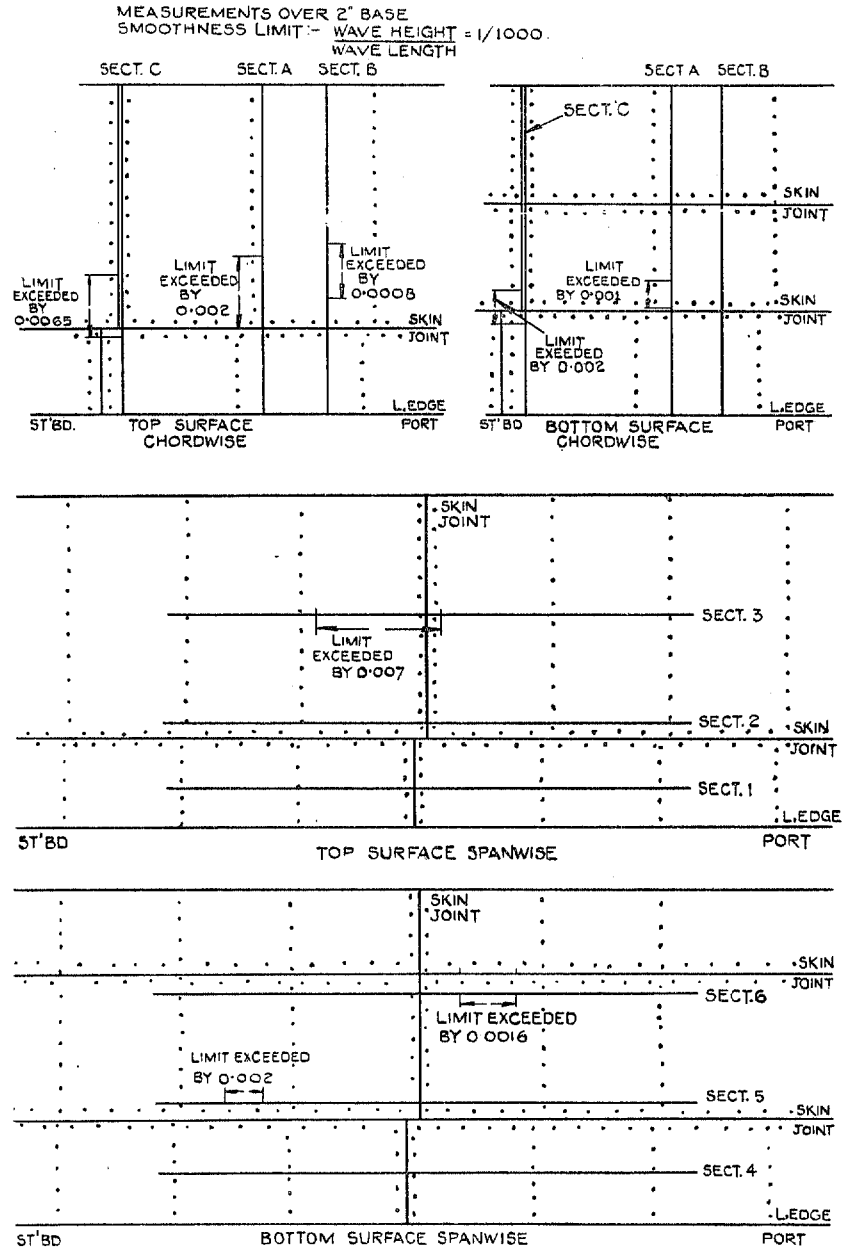 MEASUREMENTS OVER 2" BASE
SMOOTHNESS LIMIT:- WAVE HEIGHT = 1/1000.
WAVE LENGTH
SECT. C
SECT. A
SECT. B
LIMIT
EXCEEDED
BY
0·0065
LIMIT
EXCEEDED
BY
0.002
LIMIT
EXCEEDED
BY
0·0008
SKIN
JOINT
L.EDGE
ST'BD.
TOP SURFACE
CHORDWISE
PORT
SECT A
SECT. B
SECT. C
SKIN
JOINT
LIMIT
EXCEEDED
BY 0.001
SKIN
JOINT
LIMIT
EXEEDED
BY 0.002
L.EDGE
ST'BD
BOTTOM SURFACE
CHORDWISE
PORT
SKIN
JOINT
SECT. 3
LIMIT
EXCEEDED
BY 0·007
SECT. 2
SKIN
JOINT
SECT. 1
L.EDGE
ST'BD
TOP SURFACE SPANWISE
PORT
SKIN
JOINT
SKIN
JOINT
SECT. 6
LIMIT EXCEEDED
BY 0 0016
LIMIT EXCEEDED
BY 0·002
SECT. 5
SKIN
JOINT
SECT. 4
L.EDGE
ST'BD
BOTTOM SURFACE SPANWISE
PORT